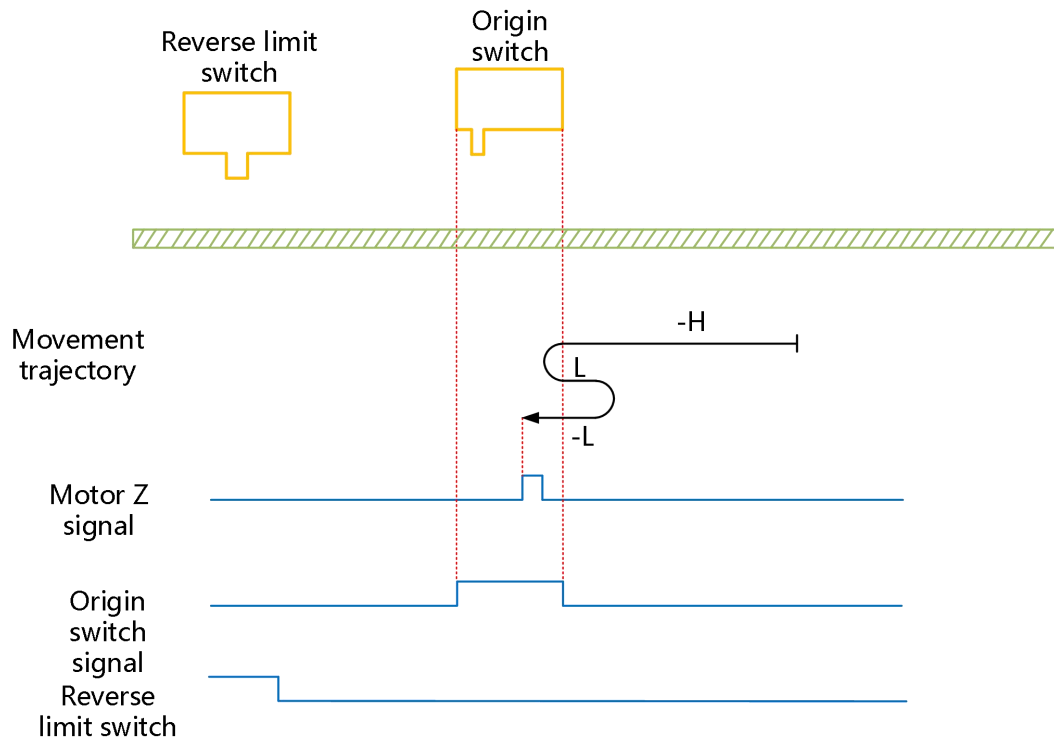 Reverse limit
switch
Origin
switch
Movement
trajectory
-H
L
-L
Motor Z
signal
Origin
switch
signal
Reverse
limit switch